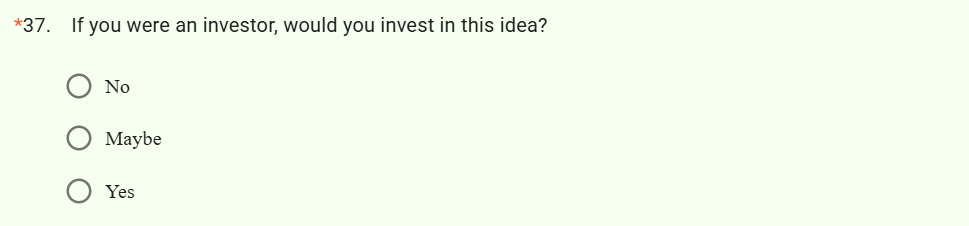 *37. If you were an investor, would you invest in this idea?
No
Maybe
Yes